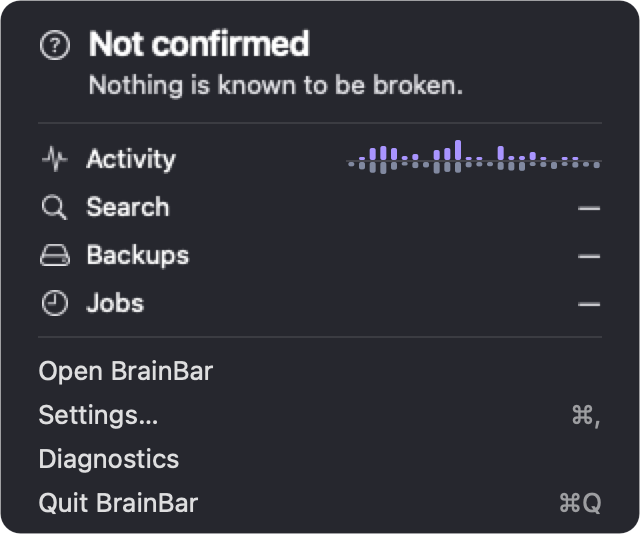 Not confirmed
Nothing is known to be broken.
Activity
Search —
Backups —
Jobs —
Open BrainBar
Settings... ⌘,
Diagnostics
Quit BrainBar ⌘Q